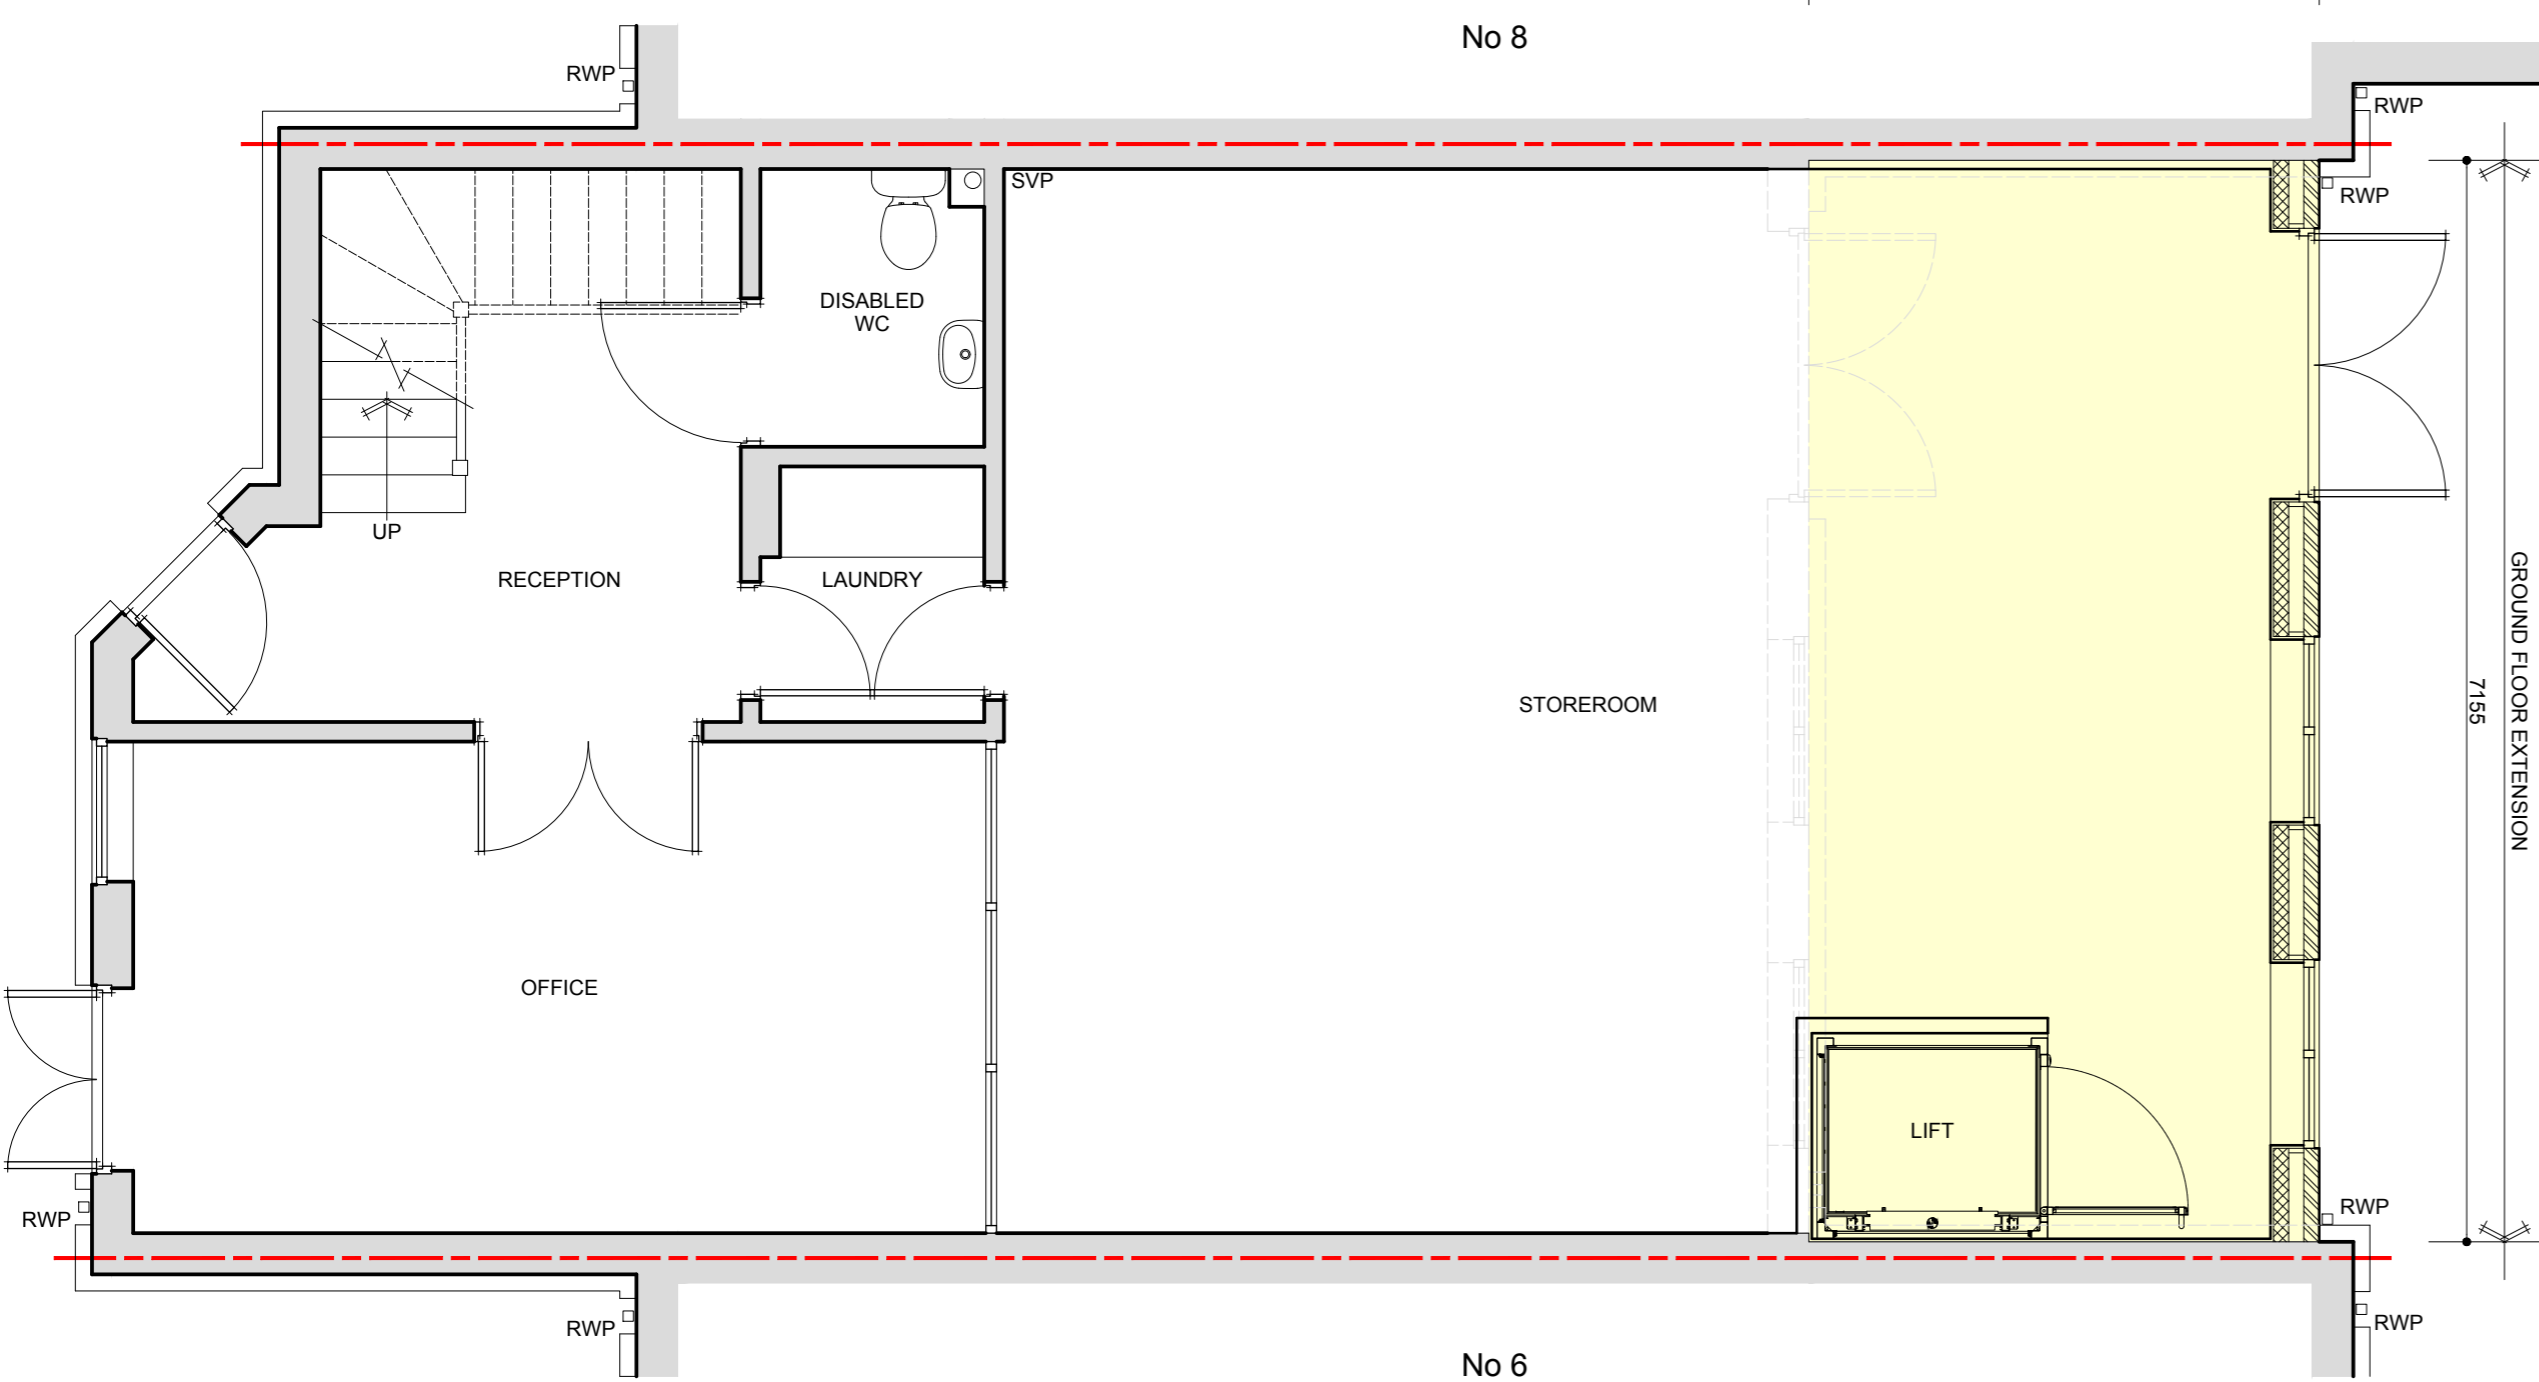 No 8
RWP
RWP
SVP
RWP
DISABLED
WC
UP
RECEPTION
LAUNDRY
STOREROOM
GROUND FLOOR EXTENSION
7155
OFFICE
LIFT
RWP
RWP
RWP
RWP
No 6